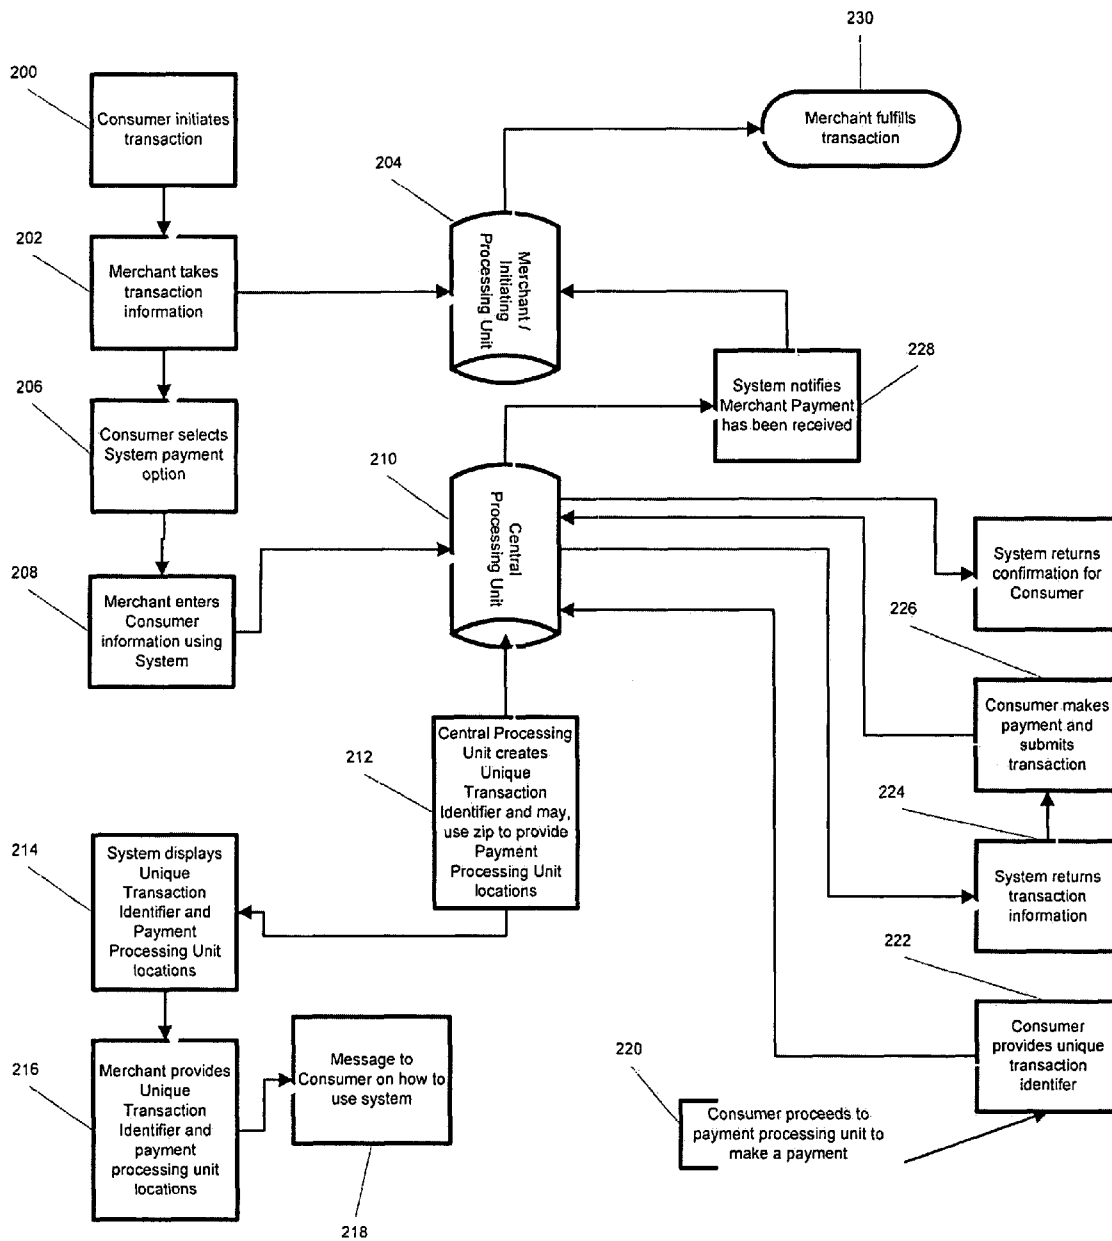 230
200
Consumer initiates
transaction
Merchant fulfills
transaction
204
202
Merchant takes
transaction
information
Merchant /
Initiating
Processing Unit
228
System notifies
Merchant Payment
has been received
206
Consumer selects
System payment
option
210
Central
Processing Unit
System returns
confirmation for
Consumer
208
Merchant enters
Consumer
information using
System
226
Consumer makes
payment and
submits
transaction
212
Central Processing
Unit creates
Unique
Transaction
Identifier and may,
use zip to provide
Payment
Processing Unit
locations
224
System returns
transaction
information
214
System displays
Unique
Transaction
Identifier and
Payment
Processing Unit
locations
222
Consumer
provides unique
transaction
identifer
216
Merchant provides
Unique
Transaction
Identifier and
payment
processing unit
locations
Message to
Consumer on how to
use system
218
220
Consumer proceeds to
payment processing unit to
make a payment